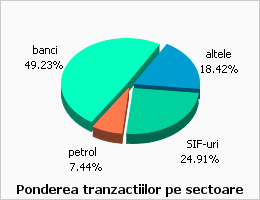 banci
49.23%
altele
18.42%
SIF-uri
24.91%
petrol
7.44%
Ponderea tranzactiilor pe sectoare